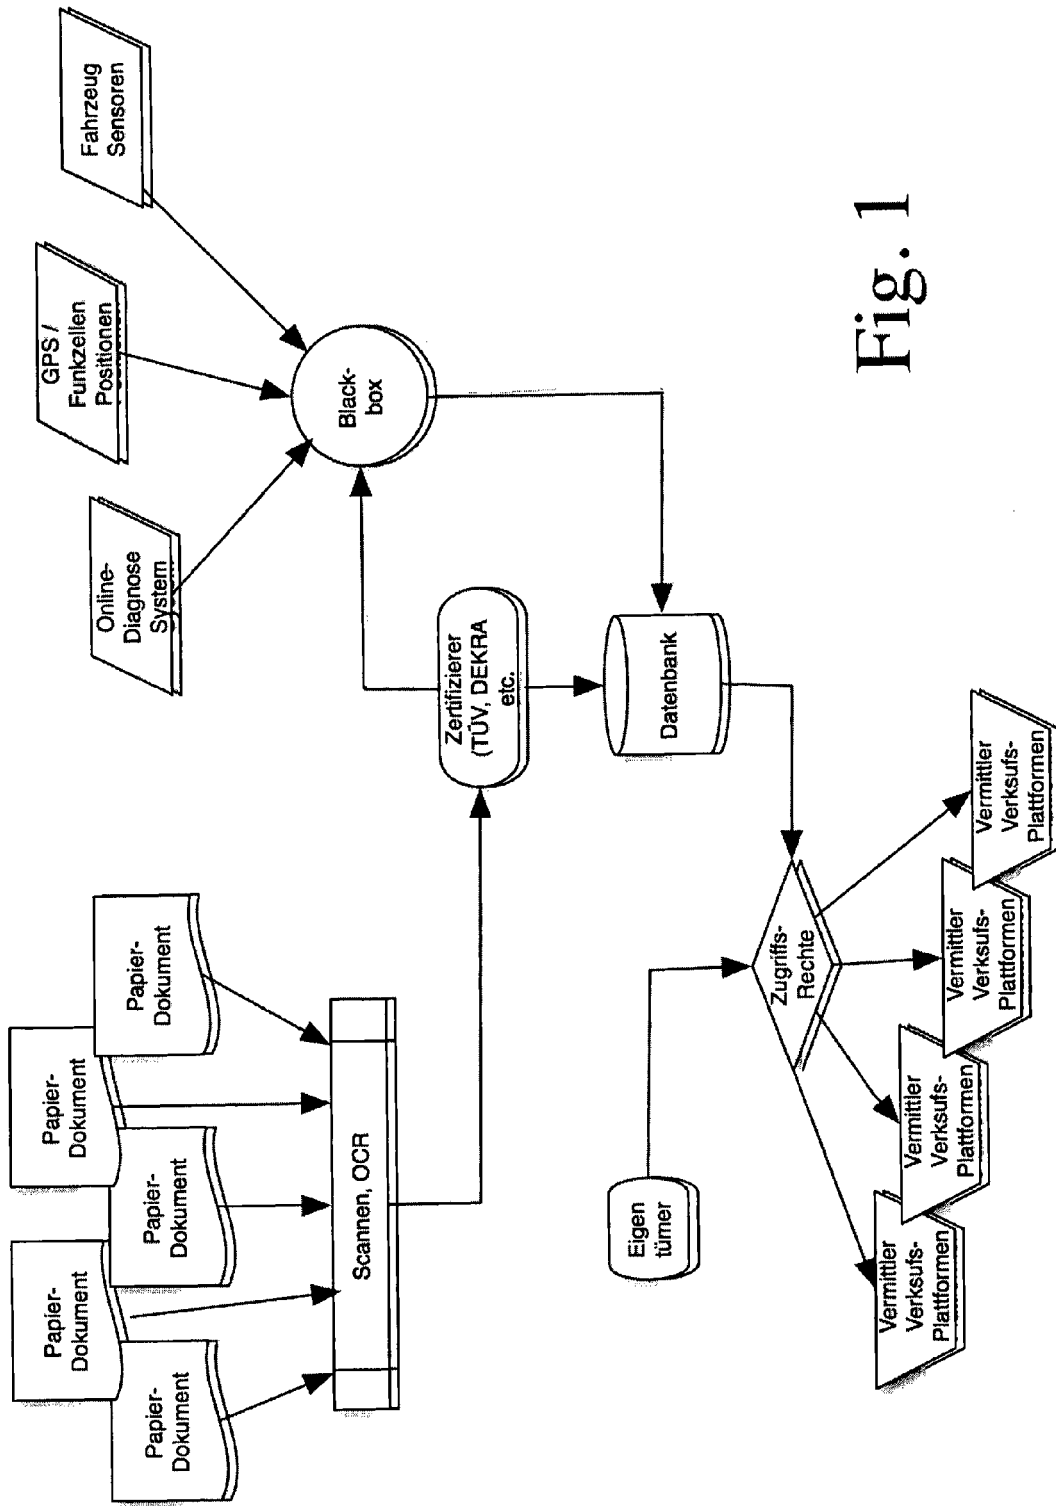 Papier-
Dokument
Papier-
Dokument
Papier-
Dokument
Papier-
Dokument
Papier-
Dokument
Online-
Diagnose
System
GPS /
Funkzellen
Positionen
Fahrzeug
Sensoren
Scannen, OCR
Black-
box
Zertifizierer
(TÜV, DEKRA
etc.
Datenbank
Eigen
tümer
Zugriffs-
Rechte
Vermittler
Verksufs-
Plattformen
Vermittler
Verksufs-
Plattformen
Vermittler
Verksufs-
Plattformen
Vermittler
Verksufs-
Plattformen
Fig. 1